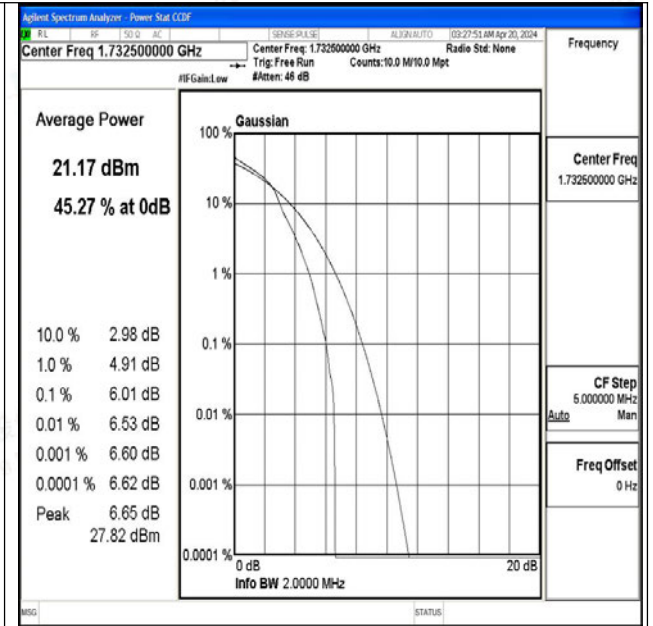 Agilent Spectrum Analyzer - Power Stat CCDF
RL RF 50 Ω AC SENSE:PULSE ALIGN AUTO 03:27:51 AM Apr 20, 2024
Center Freq 1.732500000 GHz
Center Freq: 1.732500000 GHz Radio Std: None
Trig: Free Run Counts:10.0 M/10.0 Mpt
#IFGain:Low #Atten: 46 dB
Frequency
Average Power
21.17 dBm
45.27 % at 0dB
10.0 % 2.98 dB
1.0 % 4.91 dB
0.1 % 6.01 dB
0.01 % 6.53 dB
0.001 % 6.60 dB
0.0001 % 6.62 dB
Peak 6.65 dB
27.82 dBm
Gaussian
100 %
10 %
1 %
0.1 %
0.01 %
0.001 %
0.0001 %
0 dB 20 dB
Info BW 2.0000 MHz
Center Freq
1.732500000 GHz
CF Step
5.000000 MHz
Auto Man
Freq Offset
0 Hz
MSG STATUS